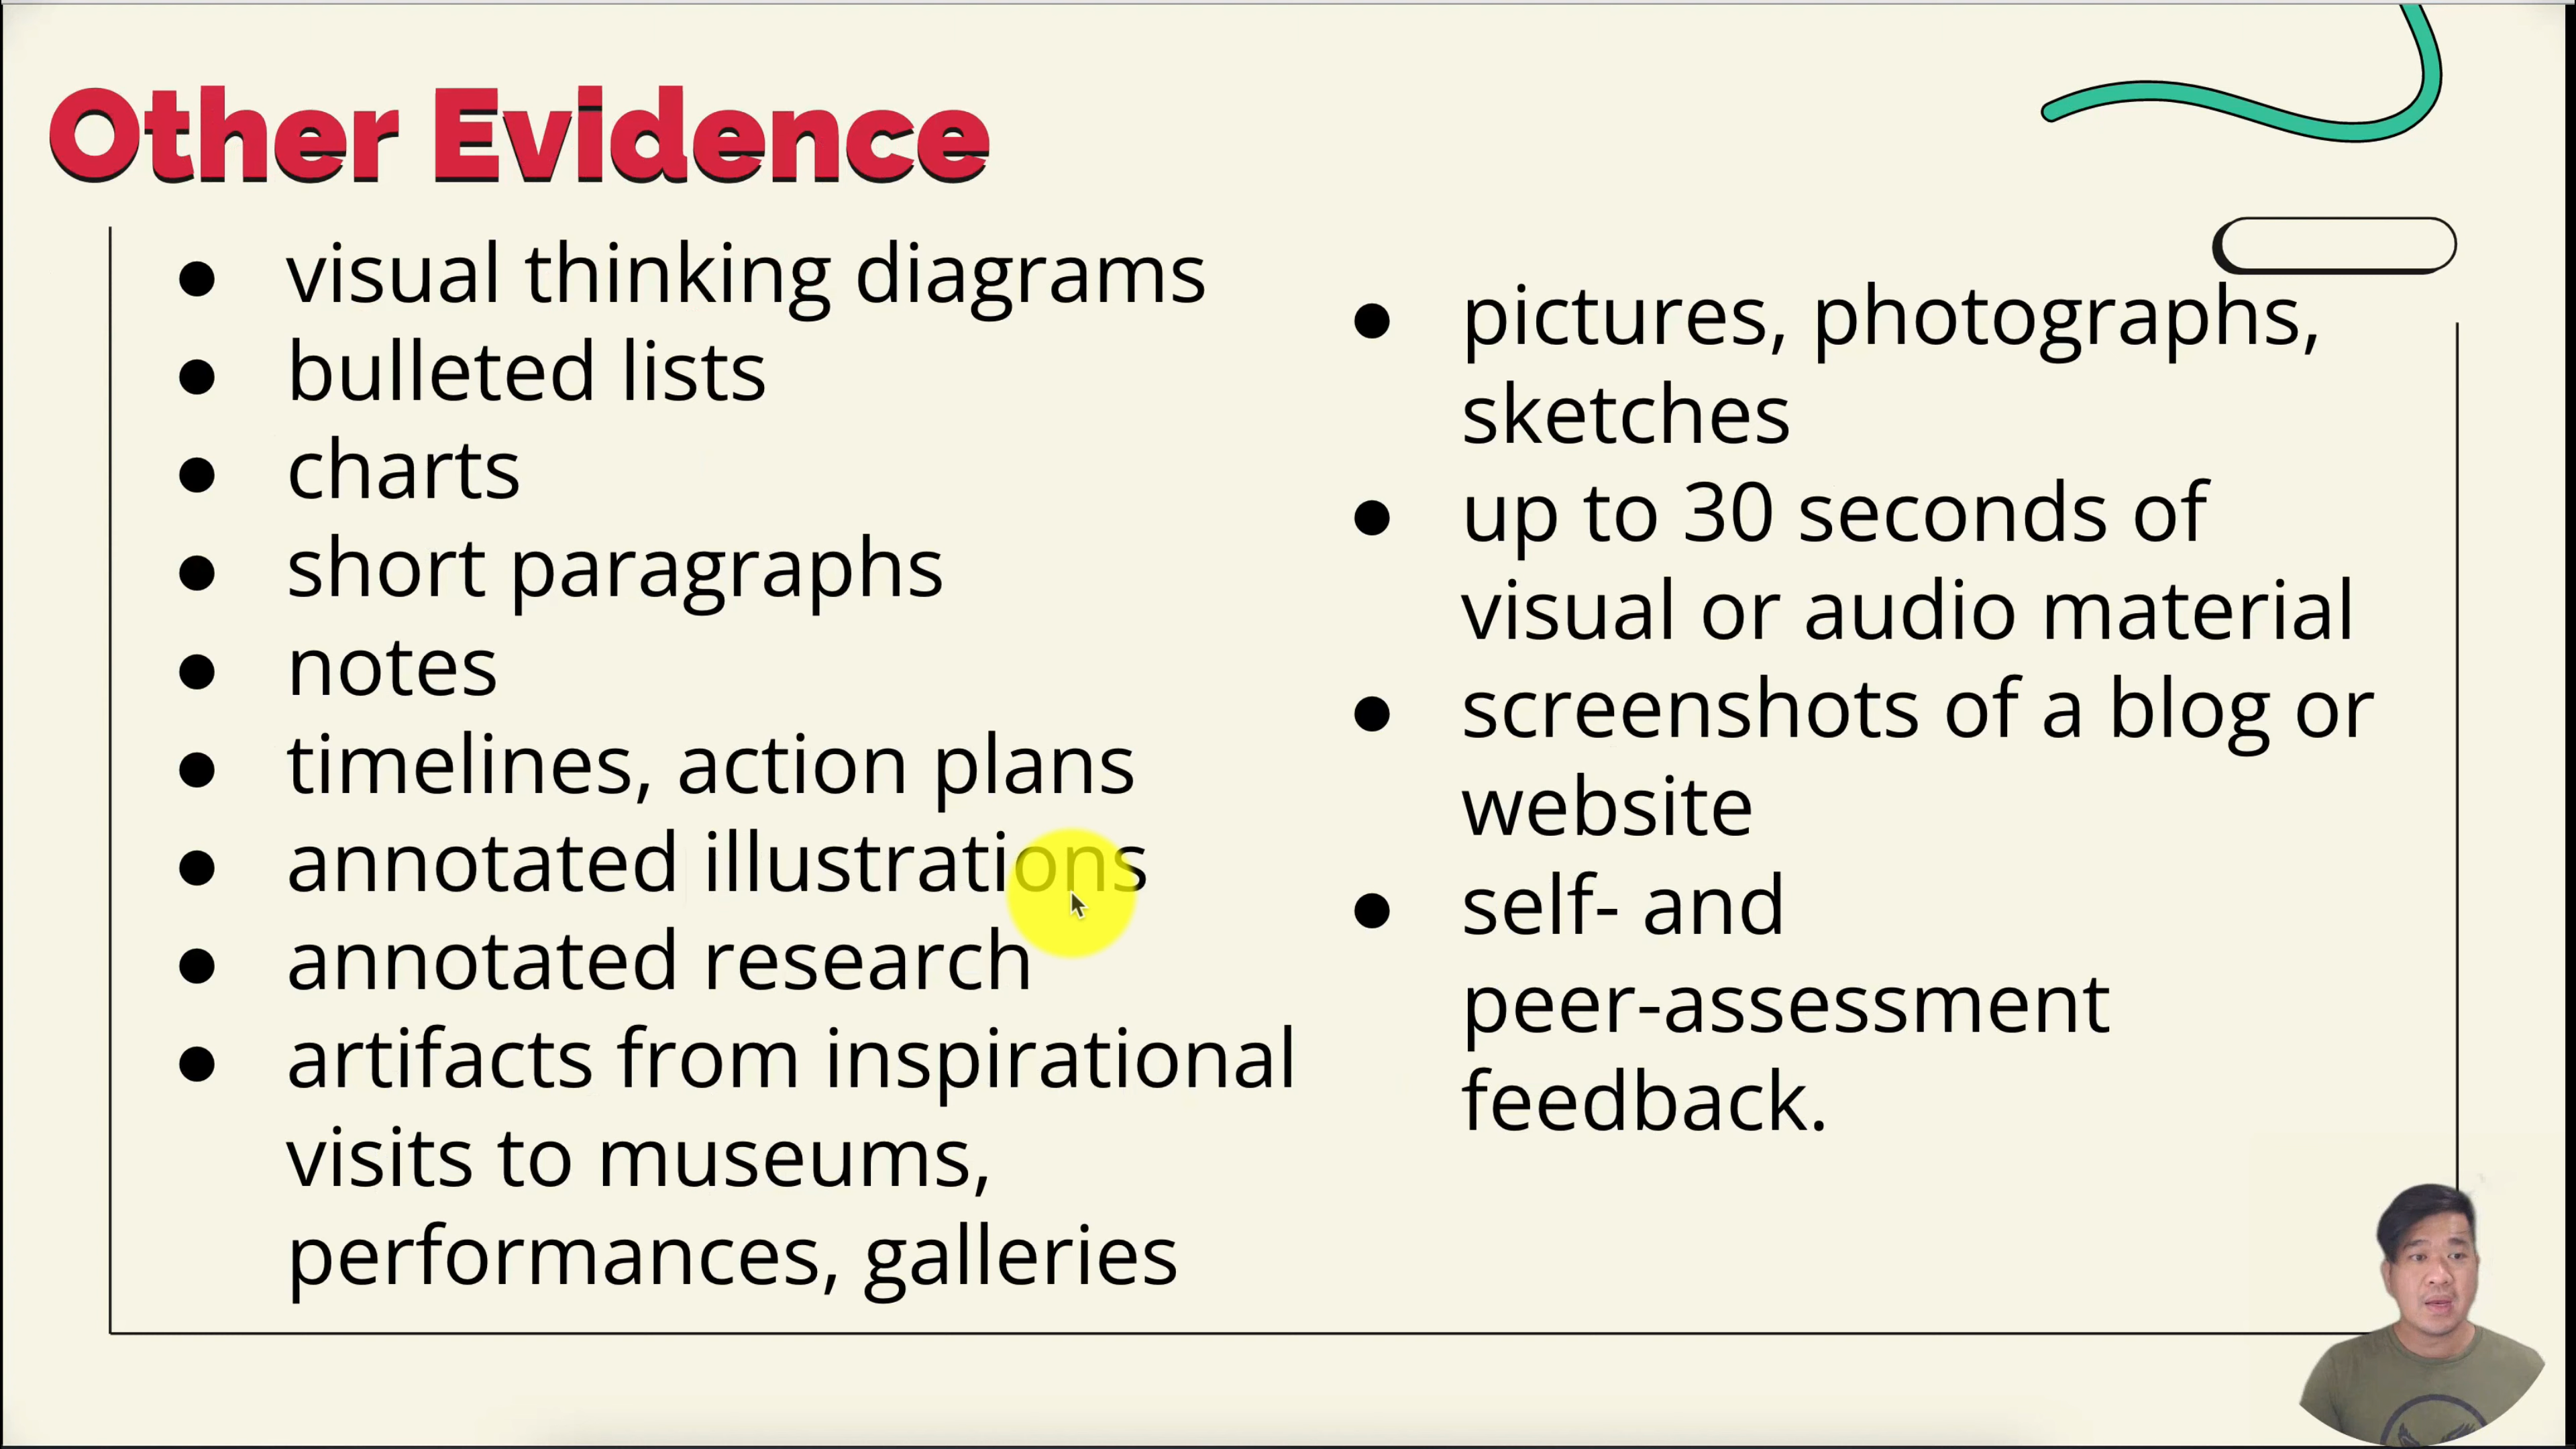 Other Evidence
● visual thinking diagrams
● bulleted lists
● charts
● short paragraphs
● notes
● timelines, action plans
● annotated illustrations
● annotated research
● artifacts from inspirational
visits to museums,
performances, galleries
● pictures, photographs,
sketches
● up to 30 seconds of
visual or audio material
● screenshots of a blog or
website
● self- and
peer-assessment
feedback.